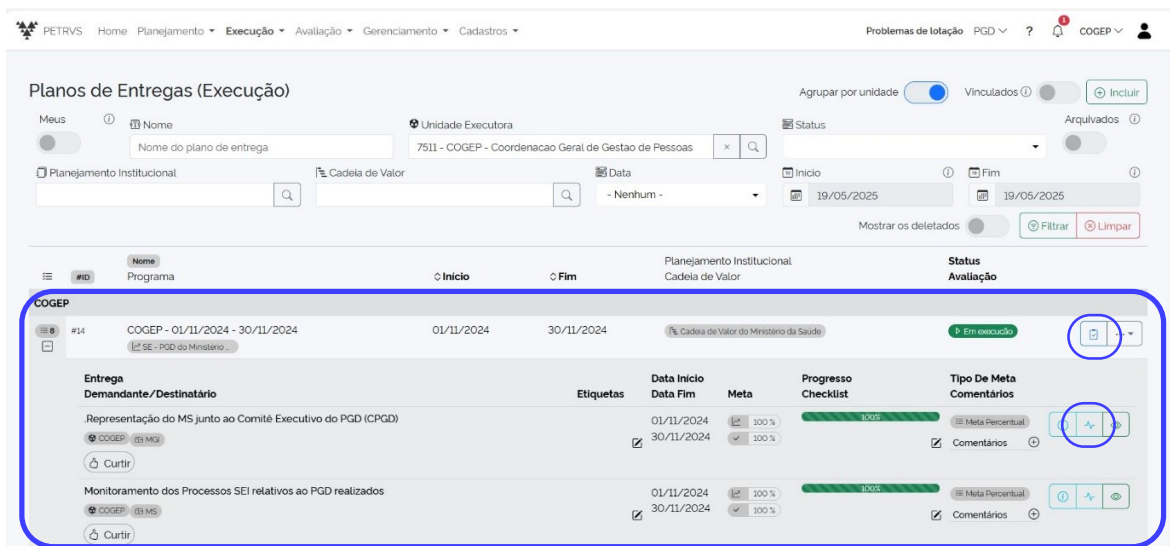 PETRVS Home Planejamento Execução Avaliação Gerenciamento Cadastros Problemas de lotação PGD ? 1 COGEP
Planos de Entregas (Execução) Agrupar por unidade Vinculados Incluir
Meus Nome Unidade Executora Status Arquivados
Nome do plano de entrega 7511 - COGEP - Coordenacao Geral de Gestao de Pessoas ×
Planejamento Institucional Cadeia de Valor Data Início Fim
- Nenhum - 19/05/2025 19/05/2025
Mostrar os deletados Filtrar Limpar
Nome Planejamento Institucional Status
#ID Programa Início Fim Cadeia de Valor Avaliação
COGEP
8 #14 COGEP - 01/11/2024 - 30/11/2024 01/11/2024 30/11/2024 Cadeia de Valor do Ministério da Saúde Em execução
SE - PGD do Ministério ...
Entrega Data Início Progresso Tipo De Meta
Demandante/Destinatário Etiquetas Data Fim Meta Checklist Comentários
.Representação do MS junto ao Comitê Executivo do PGD (CPGD) 01/11/2024 100 % 100% Meta Percentual
COGEP MGI 30/11/2024 100 % Comentários
Curtir
Monitoramento dos Processos SEI relativos ao PGD realizados 01/11/2024 100 % 100% Meta Percentual
COGEP MS 30/11/2024 100 % Comentários
Curtir